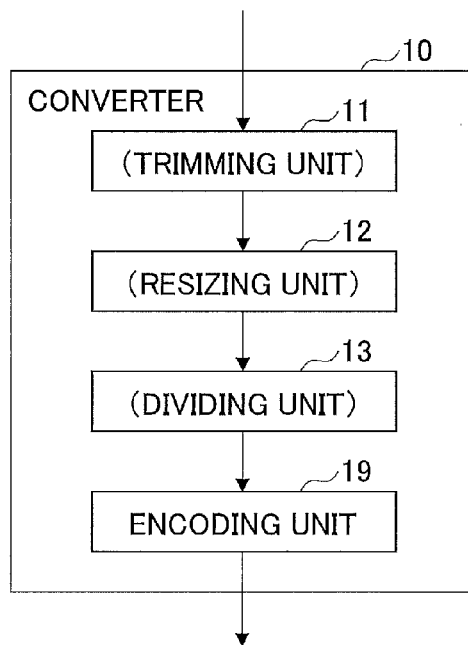 10
CONVERTER
11
(TRIMMING UNIT)
12
(RESIZING UNIT)
13
(DIVIDING UNIT)
19
ENCODING UNIT